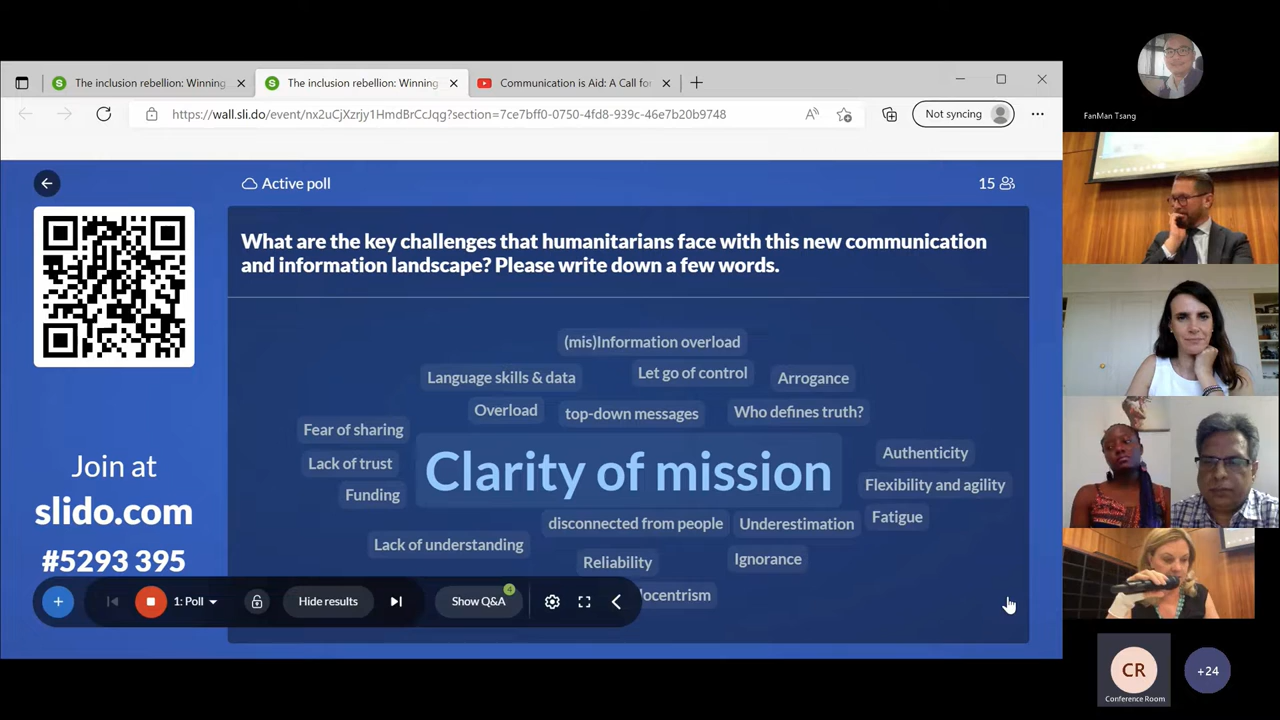 The inclusion rebellion: Winning
The inclusion rebellion: Winning
Communication is Aid: A Call for
https://wall.sli.do/event/nx2uCjXzrjy1HmdBrCcJqg?section=7ce7bff0-0750-4fd8-939c-46e7b20b9748
Not syncing
FanMan Tsang
Active poll
15
What are the key challenges that humanitarians face with this new communication
and information landscape? Please write down a few words.
(mis)Information overload
Language skills & data
Let go of control
Arrogance
Overload
top-down messages
Who defines truth?
Fear of sharing
Lack of trust
Funding
Clarity of mission
Authenticity
Flexibility and agility
Fatigue
disconnected from people
Underestimation
Lack of understanding
Reliability
Ignorance
ocentrism
Join at
slido.com
#5293 395
1: Poll
Hide results
Show Q&A
4
CR
Conference Room
+24